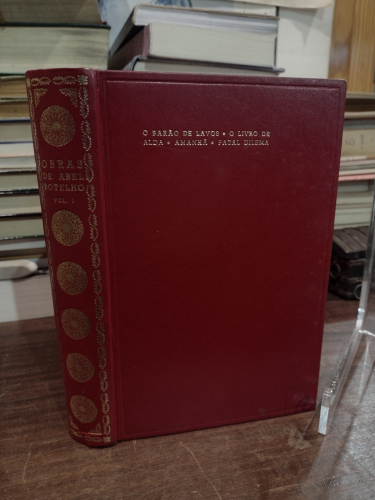 OBRAS
DE ABEL
BOTELHO
VOL. I
O BARÃO DE LAVOS • O LIVRO DE
ALDA • AMANHÃ • FATAL DILEMA